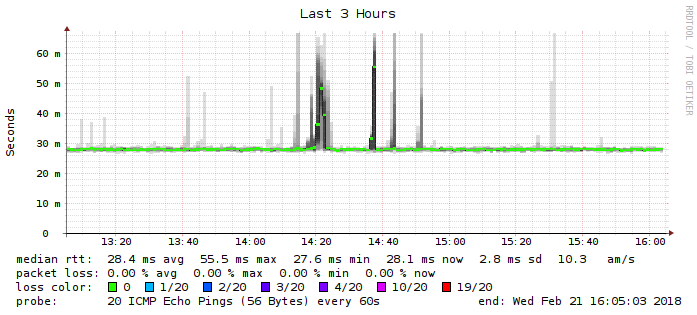 Last 3 Hours
RRDTOOL / TOBI OETIKER
Seconds
60 m
50 m
40 m
30 m
20 m
10 m
0
13:20 13:40 14:00 14:20 14:40 15:00 15:20 15:40 16:00
median rtt: 28.4 ms avg 55.5 ms max 27.6 ms min 28.1 ms now 2.8 ms sd 10.3 am/s
packet loss: 0.00 % avg 0.00 % max 0.00 % min 0.00 % now
loss color: 0 1/20 2/20 3/20 4/20 10/20 19/20
probe: 20 ICMP Echo Pings (56 Bytes) every 60s end: Wed Feb 21 16:05:03 2018